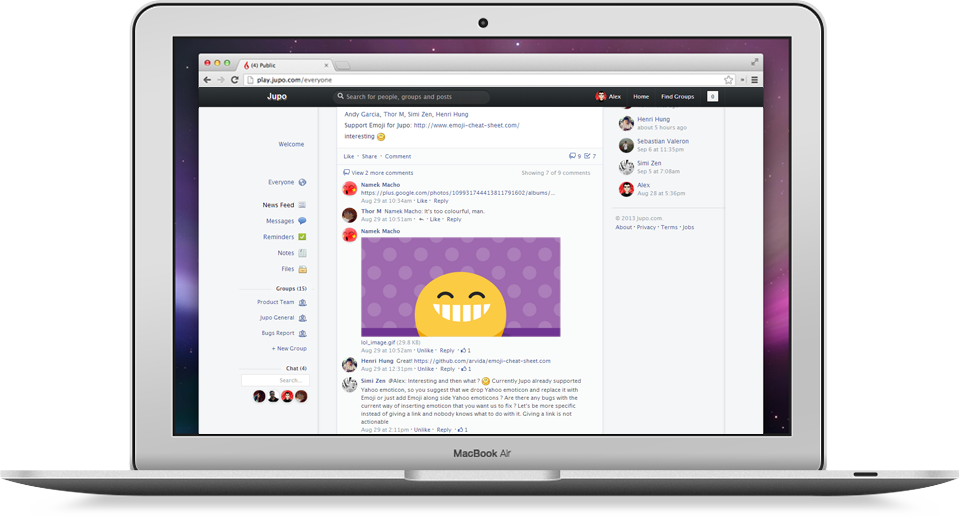 (4) Public
play.jupo.com/everyone
Jupo
Search for people, groups and posts
Alex Home Find Groups 0
Welcome
Everyone
News Feed
Messages
Reminders
Notes
Files
Groups (15)
Product Team
Jupo General
Bugs Report
+ New Group
Chat (4)
Search...
Andy Garcia, Thor M, Simi Zen, Henri Hung
Support Emoji for Jupo: http://www.emoji-cheat-sheet.com/
interesting
Like · Share · Comment 9 7
View 2 more comments Showing 7 of 9 comments
Namek Macho
https://plus.google.com/photos/109931744413811791602/albums/...
Aug 29 at 10:34am · Like · Reply
Thor M Namek Macho: It's too colourful, man.
Aug 29 at 10:51am · Like · Reply
Namek Macho
lol_image.gif (29.8 KB)
Aug 29 at 10:52am · Unlike · Reply · 1
Henri Hung Great! https://github.com/arvida/emoji-cheat-sheet.com
Aug 29 at 12:31pm · Unlike · Reply · 1
Simi Zen @Alex: Interesting and then what ? Currently Jupo already supported
Yahoo emoticon, so you suggest that we drop Yahoo emoticon and replace it with
Emoji or just add Emoji along side Yahoo emoticons ? Are there any bugs with the
current way of inserting emoticon that you want us to fix ? Let's be more specific
instead of giving a link and nobody knows what to do with it. Giving a link is not
actionable
Aug 29 at 2:11pm · Unlike · Reply · 1
Henri Hung
about 5 hours ago
Sebastian Valeron
Sep 6 at 11:35pm
Simi Zen
Sep 5 at 7:08am
Alex
Aug 28 at 5:36pm
© 2013 Jupo.com.
About · Privacy · Terms · Jobs
MacBook Air